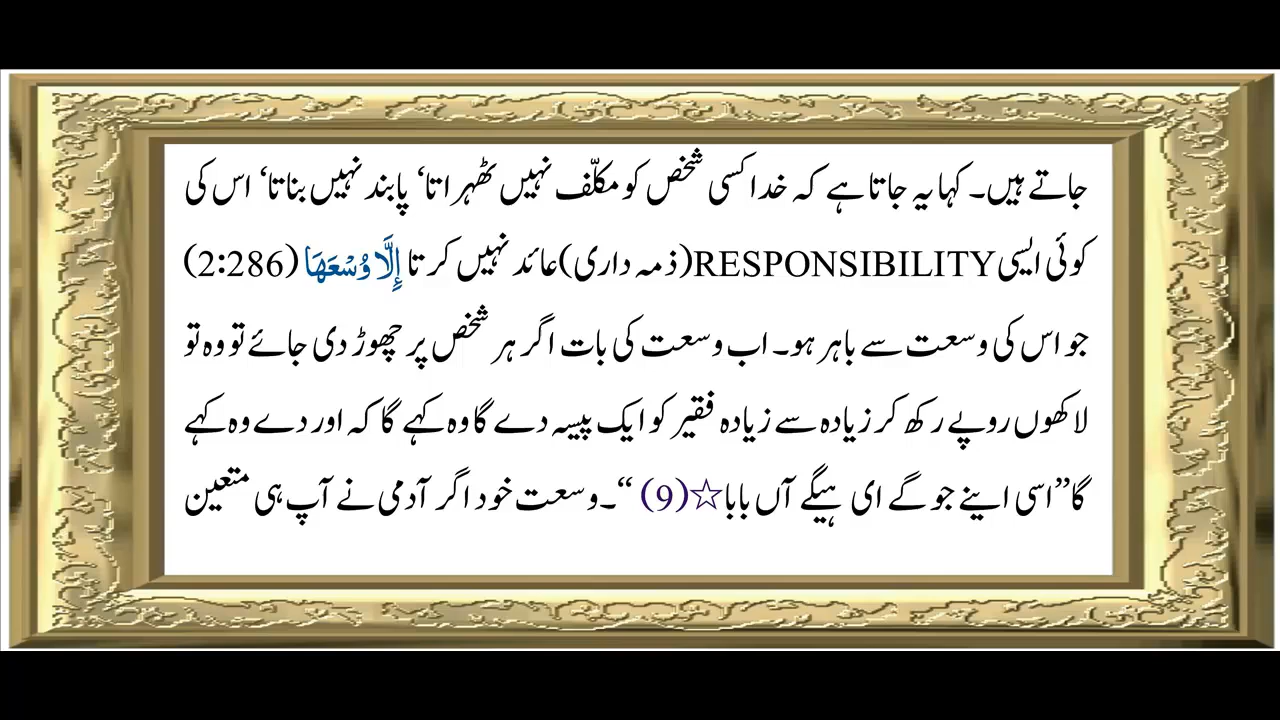 جاتے ہیں۔ کہا یہ جاتا ہے کہ خدا کسی شخص کو مکلّف نہیں ٹھہراتا‘ پابند نہیں بناتا‘ اس کی
کوئی ایسی RESPONSIBILITY(ذمہ داری) عائد نہیں کرتا إِلَّا وُسْعَهَا (2:286)
جو اس کی وسعت سے باہر ہو۔ اب وسعت کی بات اگر ہر شخص پر چھوڑ دی جائے تو وہ تو
لاکھوں روپے رکھ کر زیادہ سے زیادہ فقیر کو ایک پیسہ دے گا وہ کہے گا کہ اور دے وہ کہے
گا”اسی اینے جوگے ای ہیگے آں بابا☆(9)“۔ وسعت خود اگر آدمی نے آپ ہی متعین